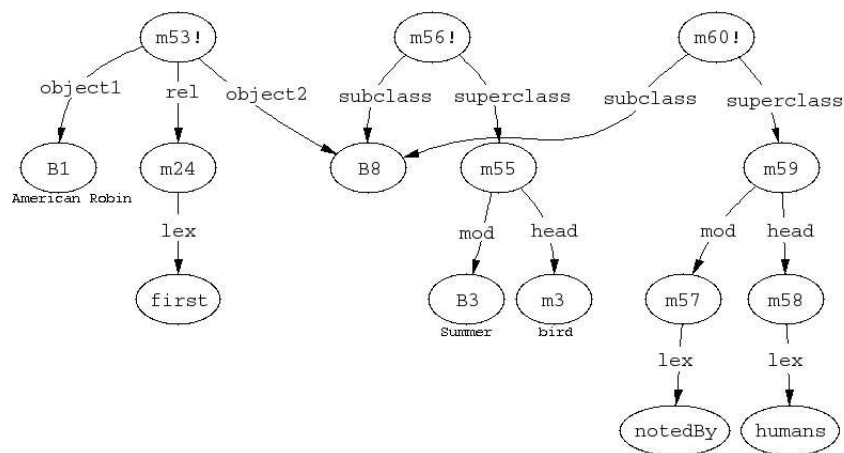 m53! m56! m60!
object1 rel object2 subclass superclass subclass superclass
B1 m24 B8 m55 m59
American Robin
lex mod head mod head
first B3 m3 m57 m58
Summer bird
lex lex
notedBy humans